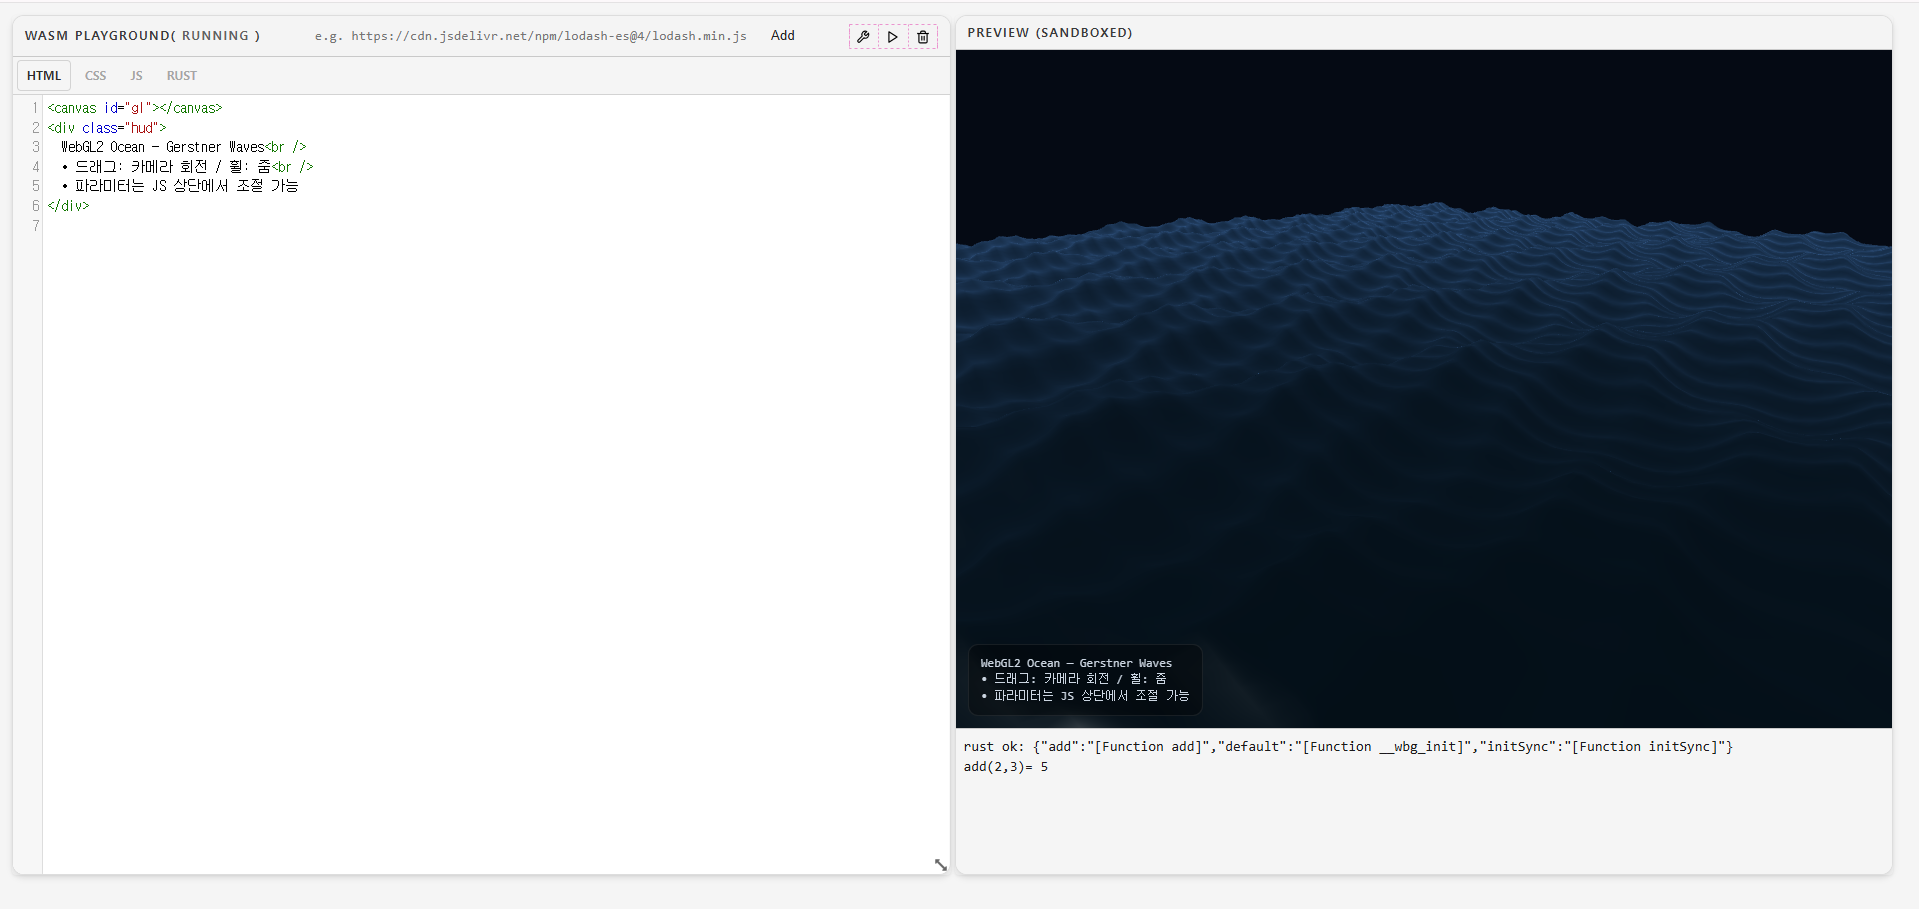 WASM PLAYGROUND( RUNNING )
e.g. https://cdn.jsdelivr.net/npm/lodash-es@4/lodash.min.js
Add
HTML CSS JS RUST
1 <canvas id="gl"></canvas>
2 <div class="hud">
3 WebGL2 Ocean – Gerstner Waves<br />
4 • 드래그: 카메라 회전 / 휠: 줌<br />
5 • 파라미터는 JS 상단에서 조절 가능
6 </div>
7
PREVIEW (SANDBOXED)
WebGL2 Ocean – Gerstner Waves
• 드래그: 카메라 회전 / 휠: 줌
• 파라미터는 JS 상단에서 조절 가능
rust ok: {"add":"[Function add]","default":"[Function __wbg_init]","initSync":"[Function initSync]"}
add(2,3)= 5